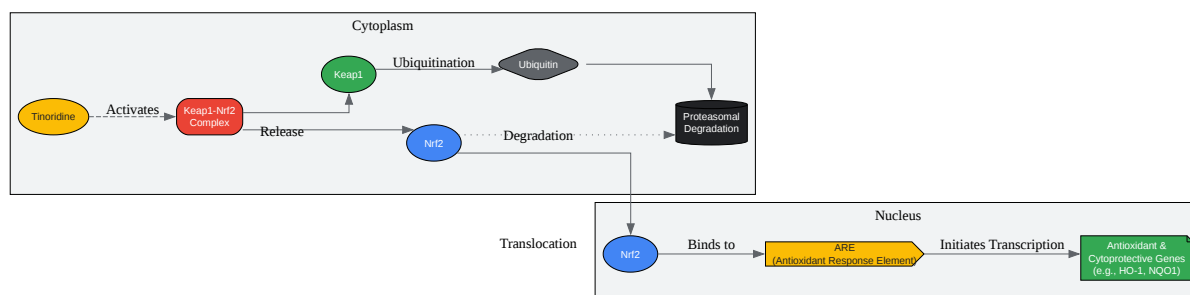 Cytoplasm
Keap1
Ubiquitination
Ubiquitin
Tinoridine
Activates
Keap1-Nrf2
Complex
Release
Nrf2
Degradation
Proteasomal
Degradation
Nucleus
Translocation
Nrf2
Binds to
ARE
(Antioxidant Response Element)
Initiates Transcription
Antioxidant &
Cytoprotective Genes
(e.g., HO-1, NQO1)